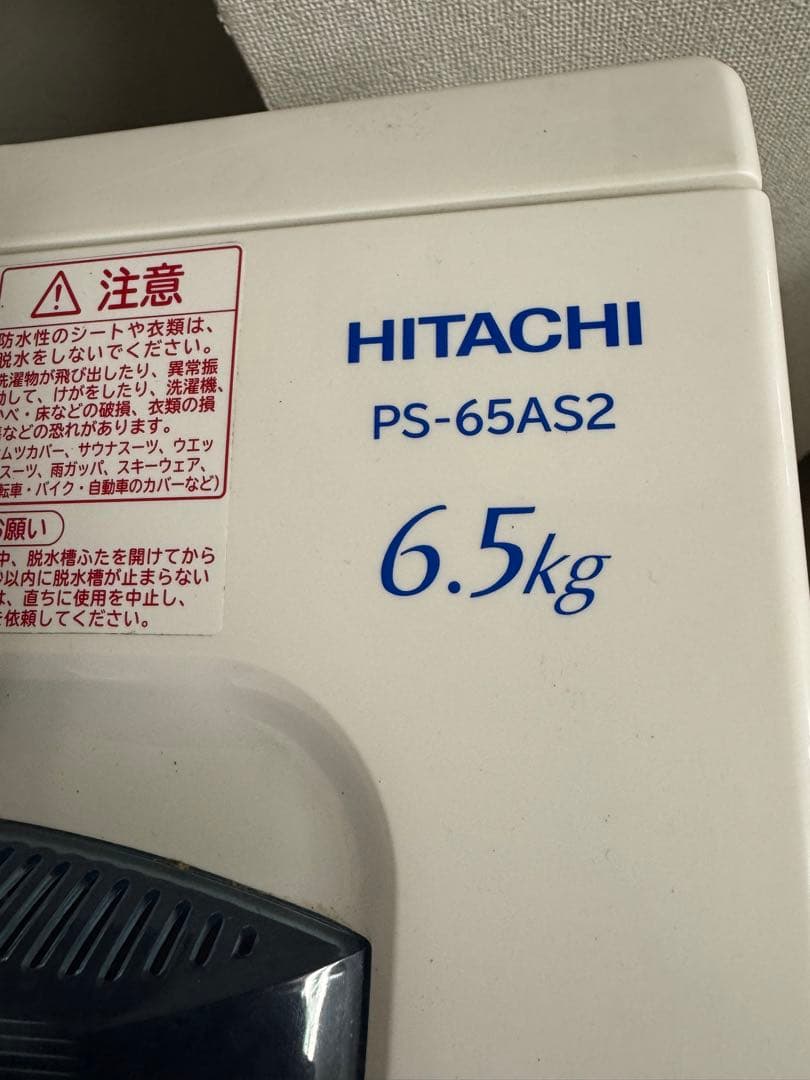 注意
防水性のシートや衣類は、
脱水をしないでください。
洗濯物が飛び出したり、異常振
動して、けがをしたり、洗濯機、
かべ・床などの破損、衣類の損
などの恐れがあります。
ムツカバー、サウナスーツ、ウエッ
スーツ、雨ガッパ、スキーウェア、
転車・バイク・自動車のカバーなど)
お願い
中、脱水槽ふたを開けてから
以内に脱水槽が止まらない
は、直ちに使用を中止し、
を依頼してください。
HITACHI
PS-65AS2
6.5kg